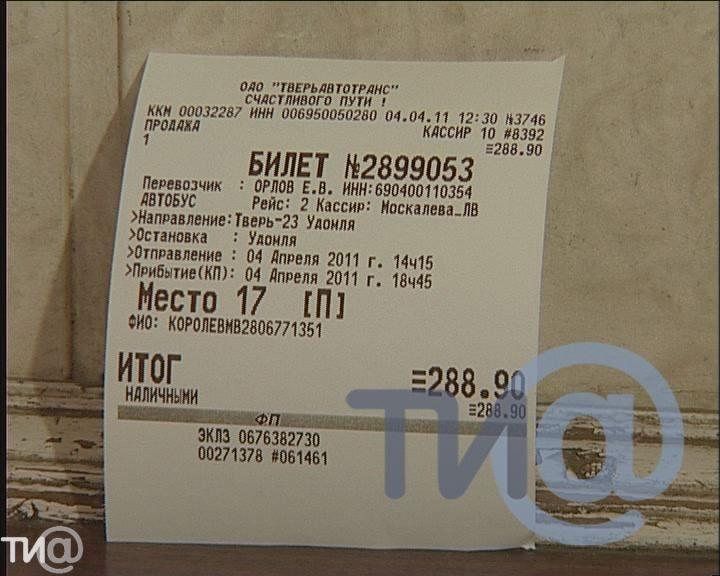 ОАО "ТВЕРЬАВТОТРАНС"
СЧАСТЛИВОГО ПУТИ !
ККМ 00032287 ИНН 006950050280 04.04.11 12:30 №3746
ПРОДАЖА КАССИР 10 #8392
1 ≡288.90
БИЛЕТ №2899053
Перевозчик : ОРЛОВ Е.В. ИНН:690400110354
АВТОБУС Рейс: 2 Кассир: Москалева_ЛВ
>Направление:Тверь-23 Удомля
>Остановка : Удомля
>Отправление : 04 Апреля 2011 г. 14ч15
>Прибытие(КП): 04 Апреля 2011 г. 18ч45
Место 17 [П]
ФИО: КОРОЛЕВМВ2806771351
ИТОГ ≡288.90
НАЛИЧНЫМИ ≡288.90
ФП
ЭКЛЗ 0676382730
00271378 #061461
ТИ@
ТИ@